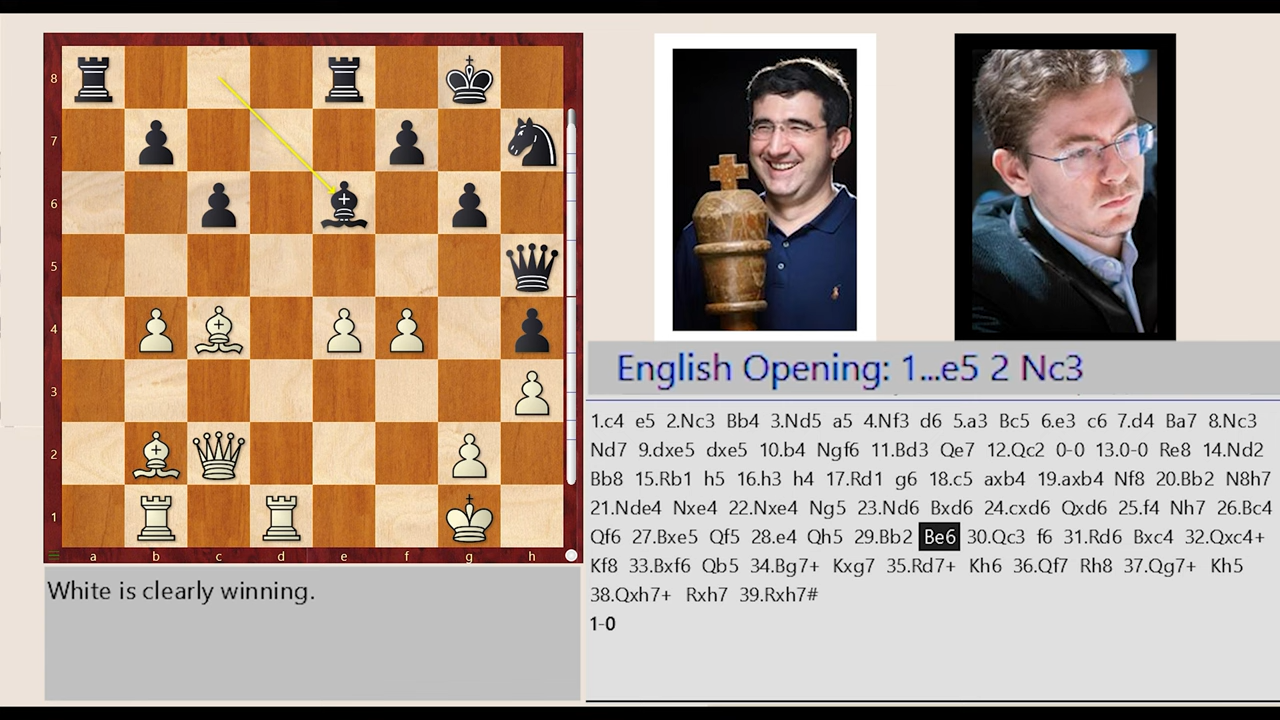 8
7
6
5
4
3
2
1
a b c d e f g h
White is clearly winning.
English Opening: 1...e5 2 Nc3
1.c4 e5 2.Nc3 Bb4 3.Nd5 a5 4.Nf3 d6 5.a3 Bc5 6.e3 c6 7.d4 Ba7 8.Nc3
Nd7 9.dxe5 dxe5 10.b4 Ngf6 11.Bd3 Qe7 12.Qc2 0-0 13.0-0 Re8 14.Nd2
Bb8 15.Rb1 h5 16.h3 h4 17.Rd1 g6 18.c5 axb4 19.axb4 Nf8 20.Bb2 N8h7
21.Nde4 Nxe4 22.Nxe4 Ng5 23.Nd6 Bxd6 24.cxd6 Qxd6 25.f4 Nh7 26.Bc4
Qf6 27.Bxe5 Qf5 28.e4 Qh5 29.Bb2 Be6 30.Qc3 f6 31.Rd6 Bxc4 32.Qxc4+
Kf8 33.Bxf6 Qb5 34.Bg7+ Kxg7 35.Rd7+ Kh6 36.Qf7 Rh8 37.Qg7+ Kh5
38.Qxh7+ Rxh7 39.Rxh7#
1-0